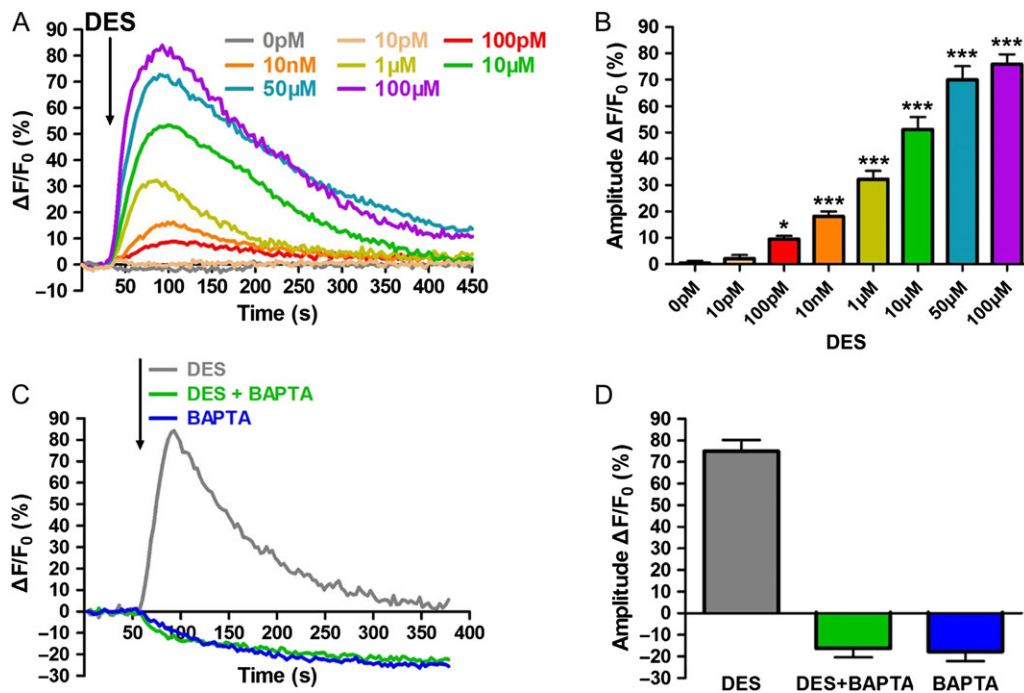 A
DES
0pM 10pM 100pM
10nM 1µM 10µM
50µM 100µM
ΔF/F0 (%)
90
80
70
60
50
40
30
20
10
0
–10
50 100 150 200 250 300 350 400 450
Time (s)
B
Amplitude ΔF/F0 (%)
90
80
70
60
50
40
30
20
10
0
* *** *** *** *** ***
0pM 10pM 100pM 10nM 1µM 10µM 50µM 100µM
DES
C
DES
DES + BAPTA
BAPTA
ΔF/F0 (%)
90
80
70
60
50
40
30
20
10
0
–10
–20
–30
50 100 150 200 250 300 350 400
Time (s)
D
Amplitude ΔF/F0 (%)
90
80
70
60
50
40
30
20
10
0
–10
–20
–30
DES DES+BAPTA BAPTA